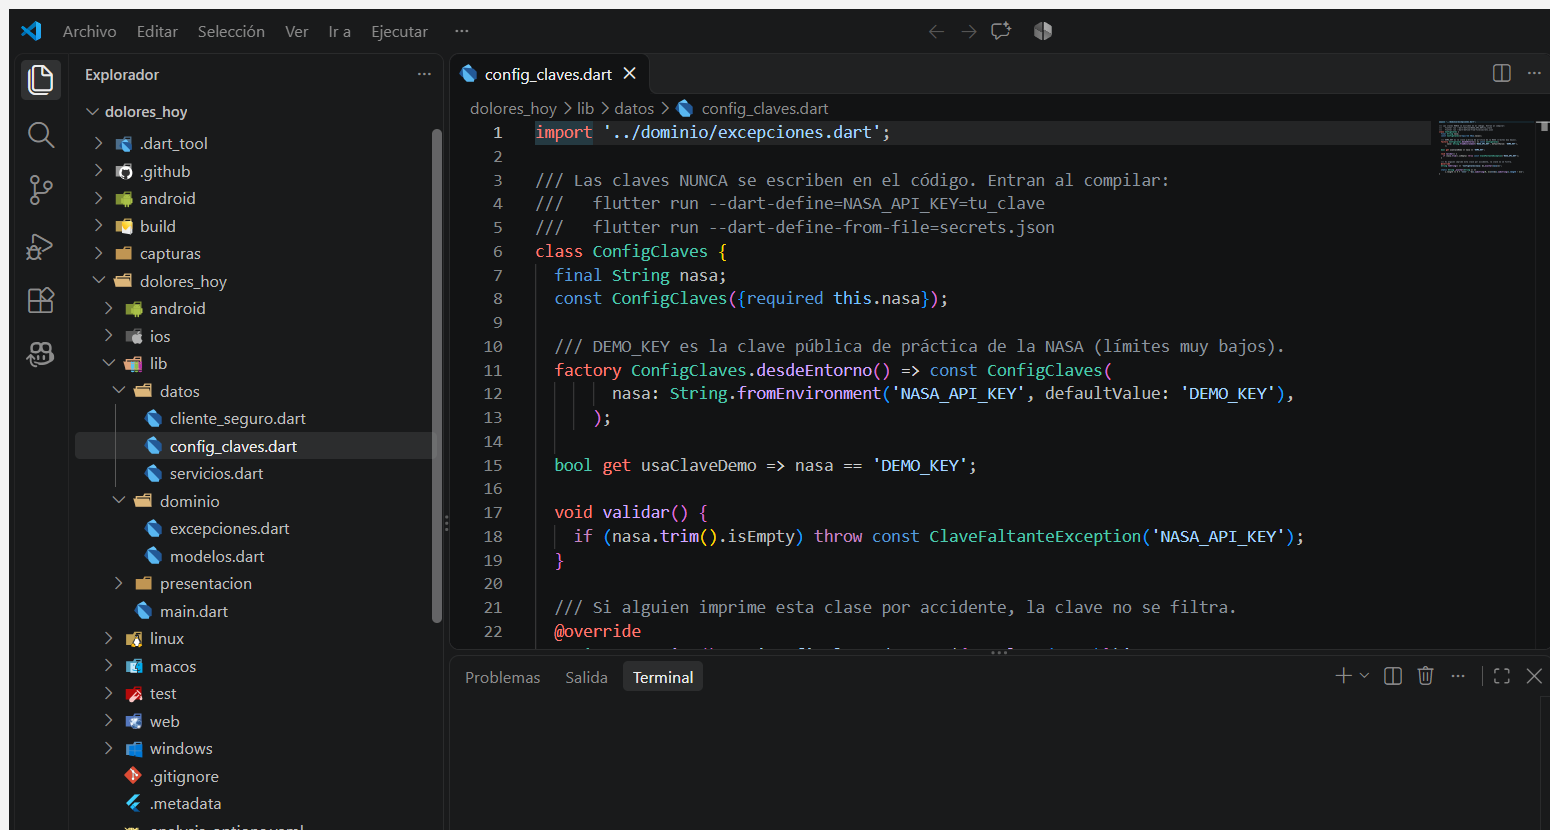 Archivo Editar Selección Ver Ir a Ejecutar ···
Explorador ···
dolores_hoy
.dart_tool
.github
android
build
capturas
dolores_hoy
android
ios
lib
datos
cliente_seguro.dart
config_claves.dart
servicios.dart
dominio
excepciones.dart
modelos.dart
presentacion
main.dart
linux
macos
test
web
windows
.gitignore
.metadata
config_claves.dart
dolores_hoy > lib > datos > config_claves.dart
1 import '../dominio/excepciones.dart';
2
3 /// Las claves NUNCA se escriben en el código. Entran al compilar:
4 ///   flutter run --dart-define=NASA_API_KEY=tu_clave
5 ///   flutter run --dart-define-from-file=secrets.json
6 class ConfigClaves {
7   final String nasa;
8   const ConfigClaves({required this.nasa});
9
10   /// DEMO_KEY es la clave pública de práctica de la NASA (límites muy bajos).
11   factory ConfigClaves.desdeEntorno() => const ConfigClaves(
12         nasa: String.fromEnvironment('NASA_API_KEY', defaultValue: 'DEMO_KEY'),
13       );
14
15   bool get usaClaveDemo => nasa == 'DEMO_KEY';
16
17   void validar() {
18     if (nasa.trim().isEmpty) throw const ClaveFaltanteException('NASA_API_KEY');
19   }
20
21   /// Si alguien imprime esta clase por accidente, la clave no se filtra.
22   @override
Problemas Salida Terminal